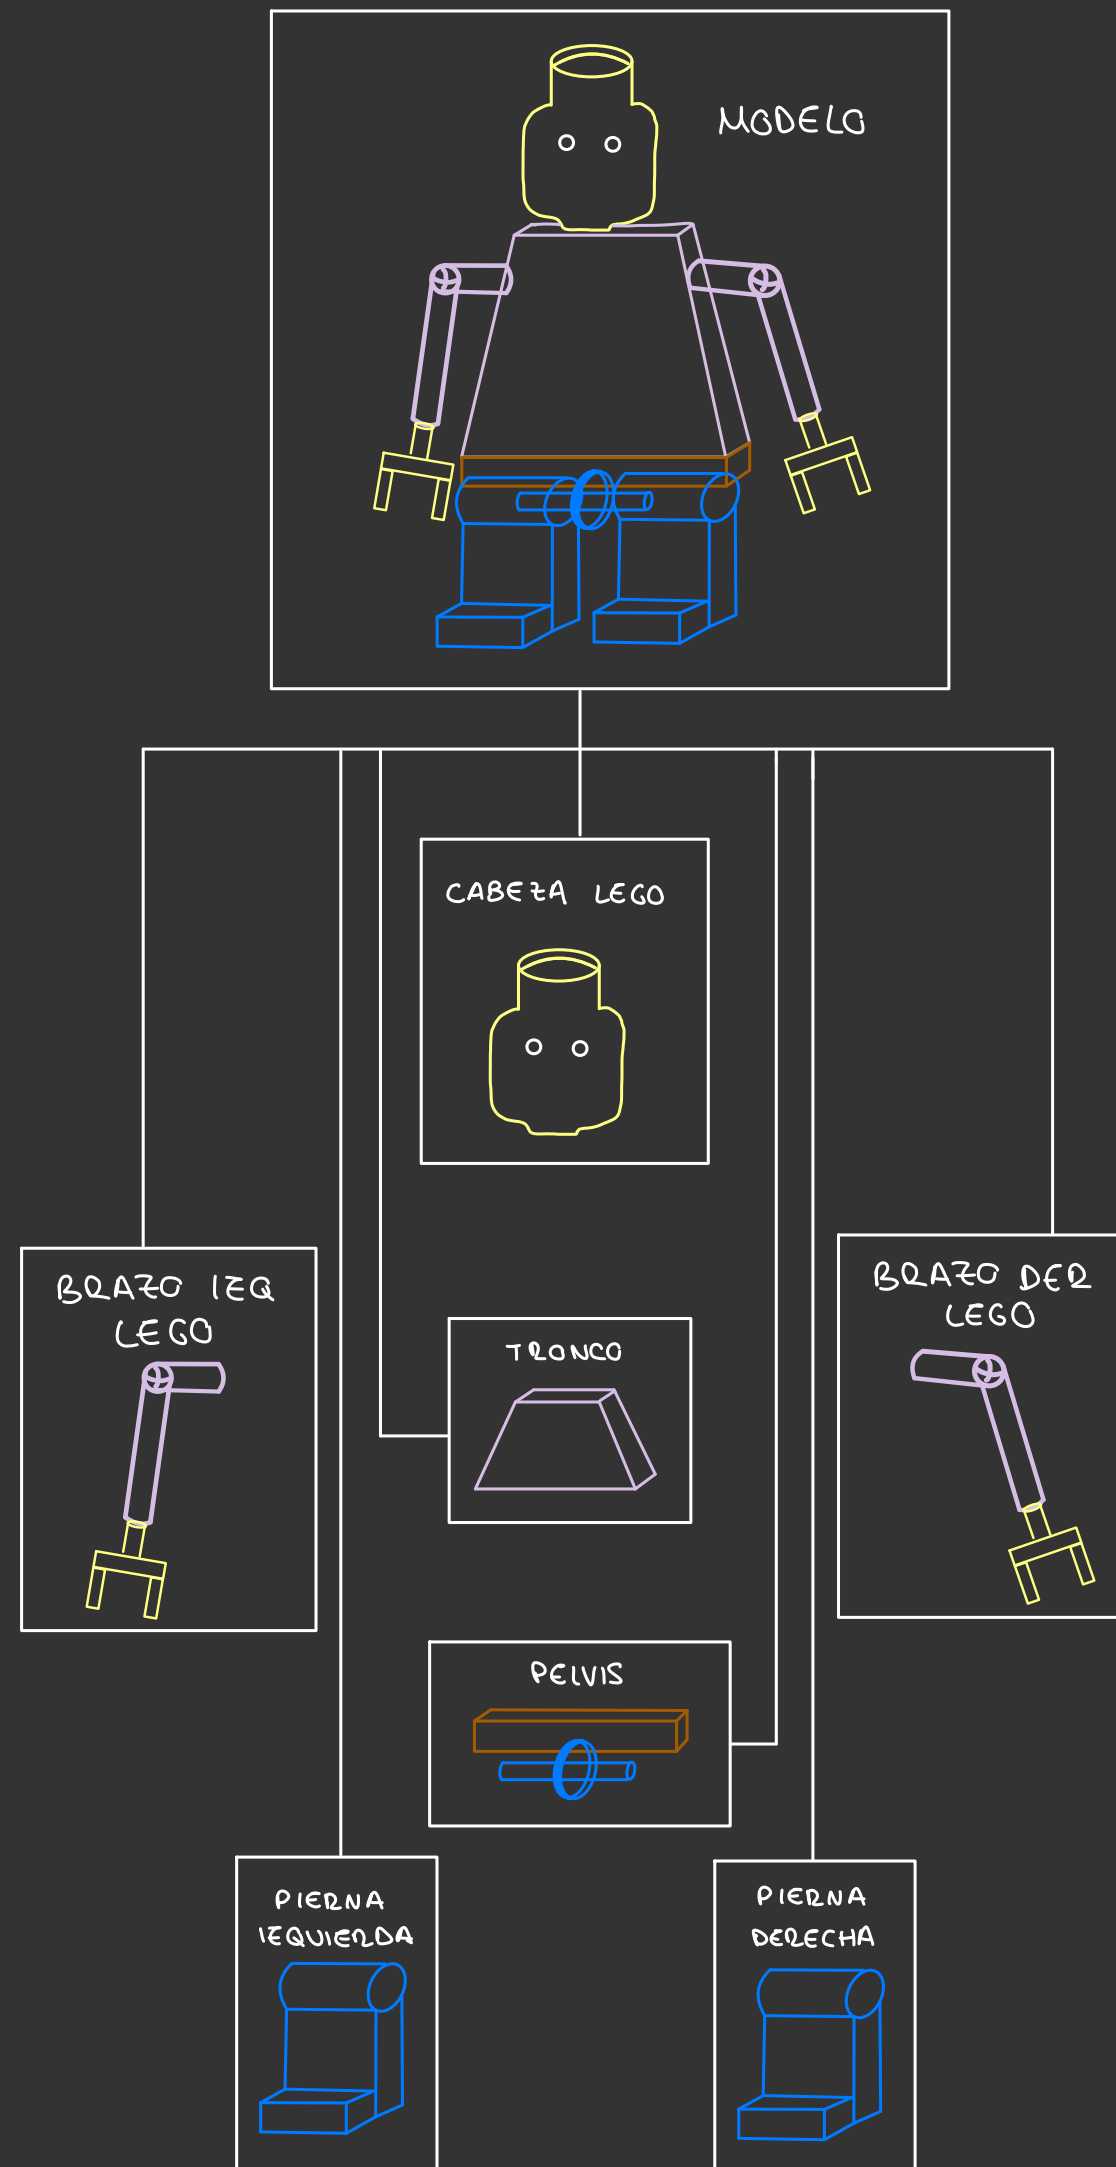 MODELO
CABEZA LEGO
BRAZO IZQ
LEGO
BRAZO DER
LEGO
TRONCO
PELVIS
PIERNA
IZQUIERDA
PIERNA
DERECHA